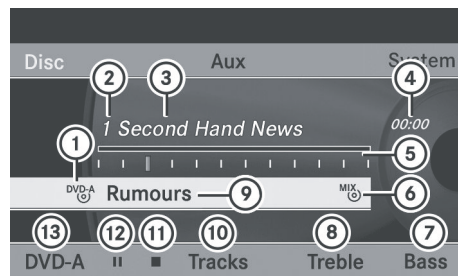 Disc Aux System
2 3 4
1 Second Hand News 00:00
1 5
DVD-A Rumours 9 MIX 6
13 12 11 10 8 7
DVD-A Tracks Treble Bass